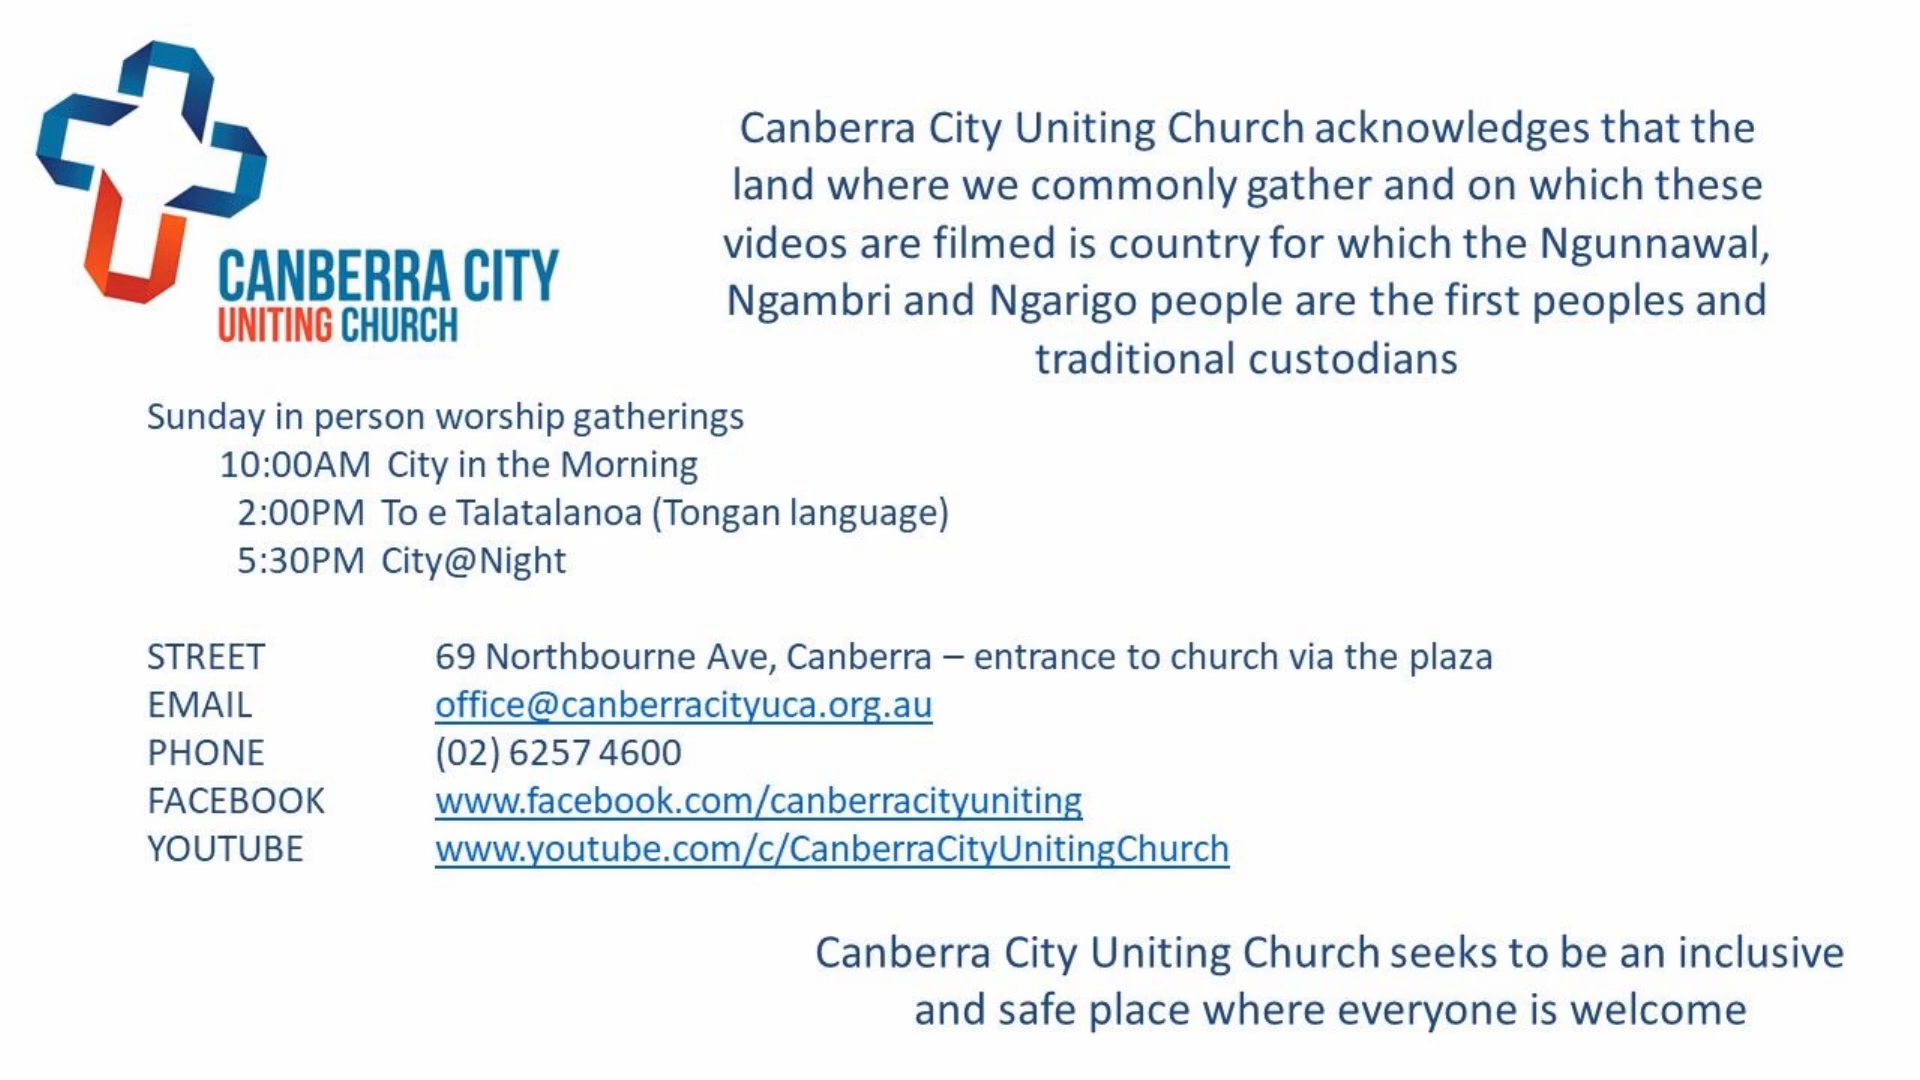 CANBERRA CITY
UNITING CHURCH
Canberra City Uniting Church acknowledges that the
land where we commonly gather and on which these
videos are filmed is country for which the Ngunnawal,
Ngambri and Ngarigo people are the first peoples and
traditional custodians
Sunday in person worship gatherings
10:00AM City in the Morning
2:00PM To e Talatalanoa (Tongan language)
5:30PM City@Night
STREET 69 Northbourne Ave, Canberra – entrance to church via the plaza
EMAIL office@canberracityuca.org.au
PHONE (02) 6257 4600
FACEBOOK www.facebook.com/canberracityuniting
YOUTUBE www.youtube.com/c/CanberraCityUnitingChurch
Canberra City Uniting Church seeks to be an inclusive
and safe place where everyone is welcome